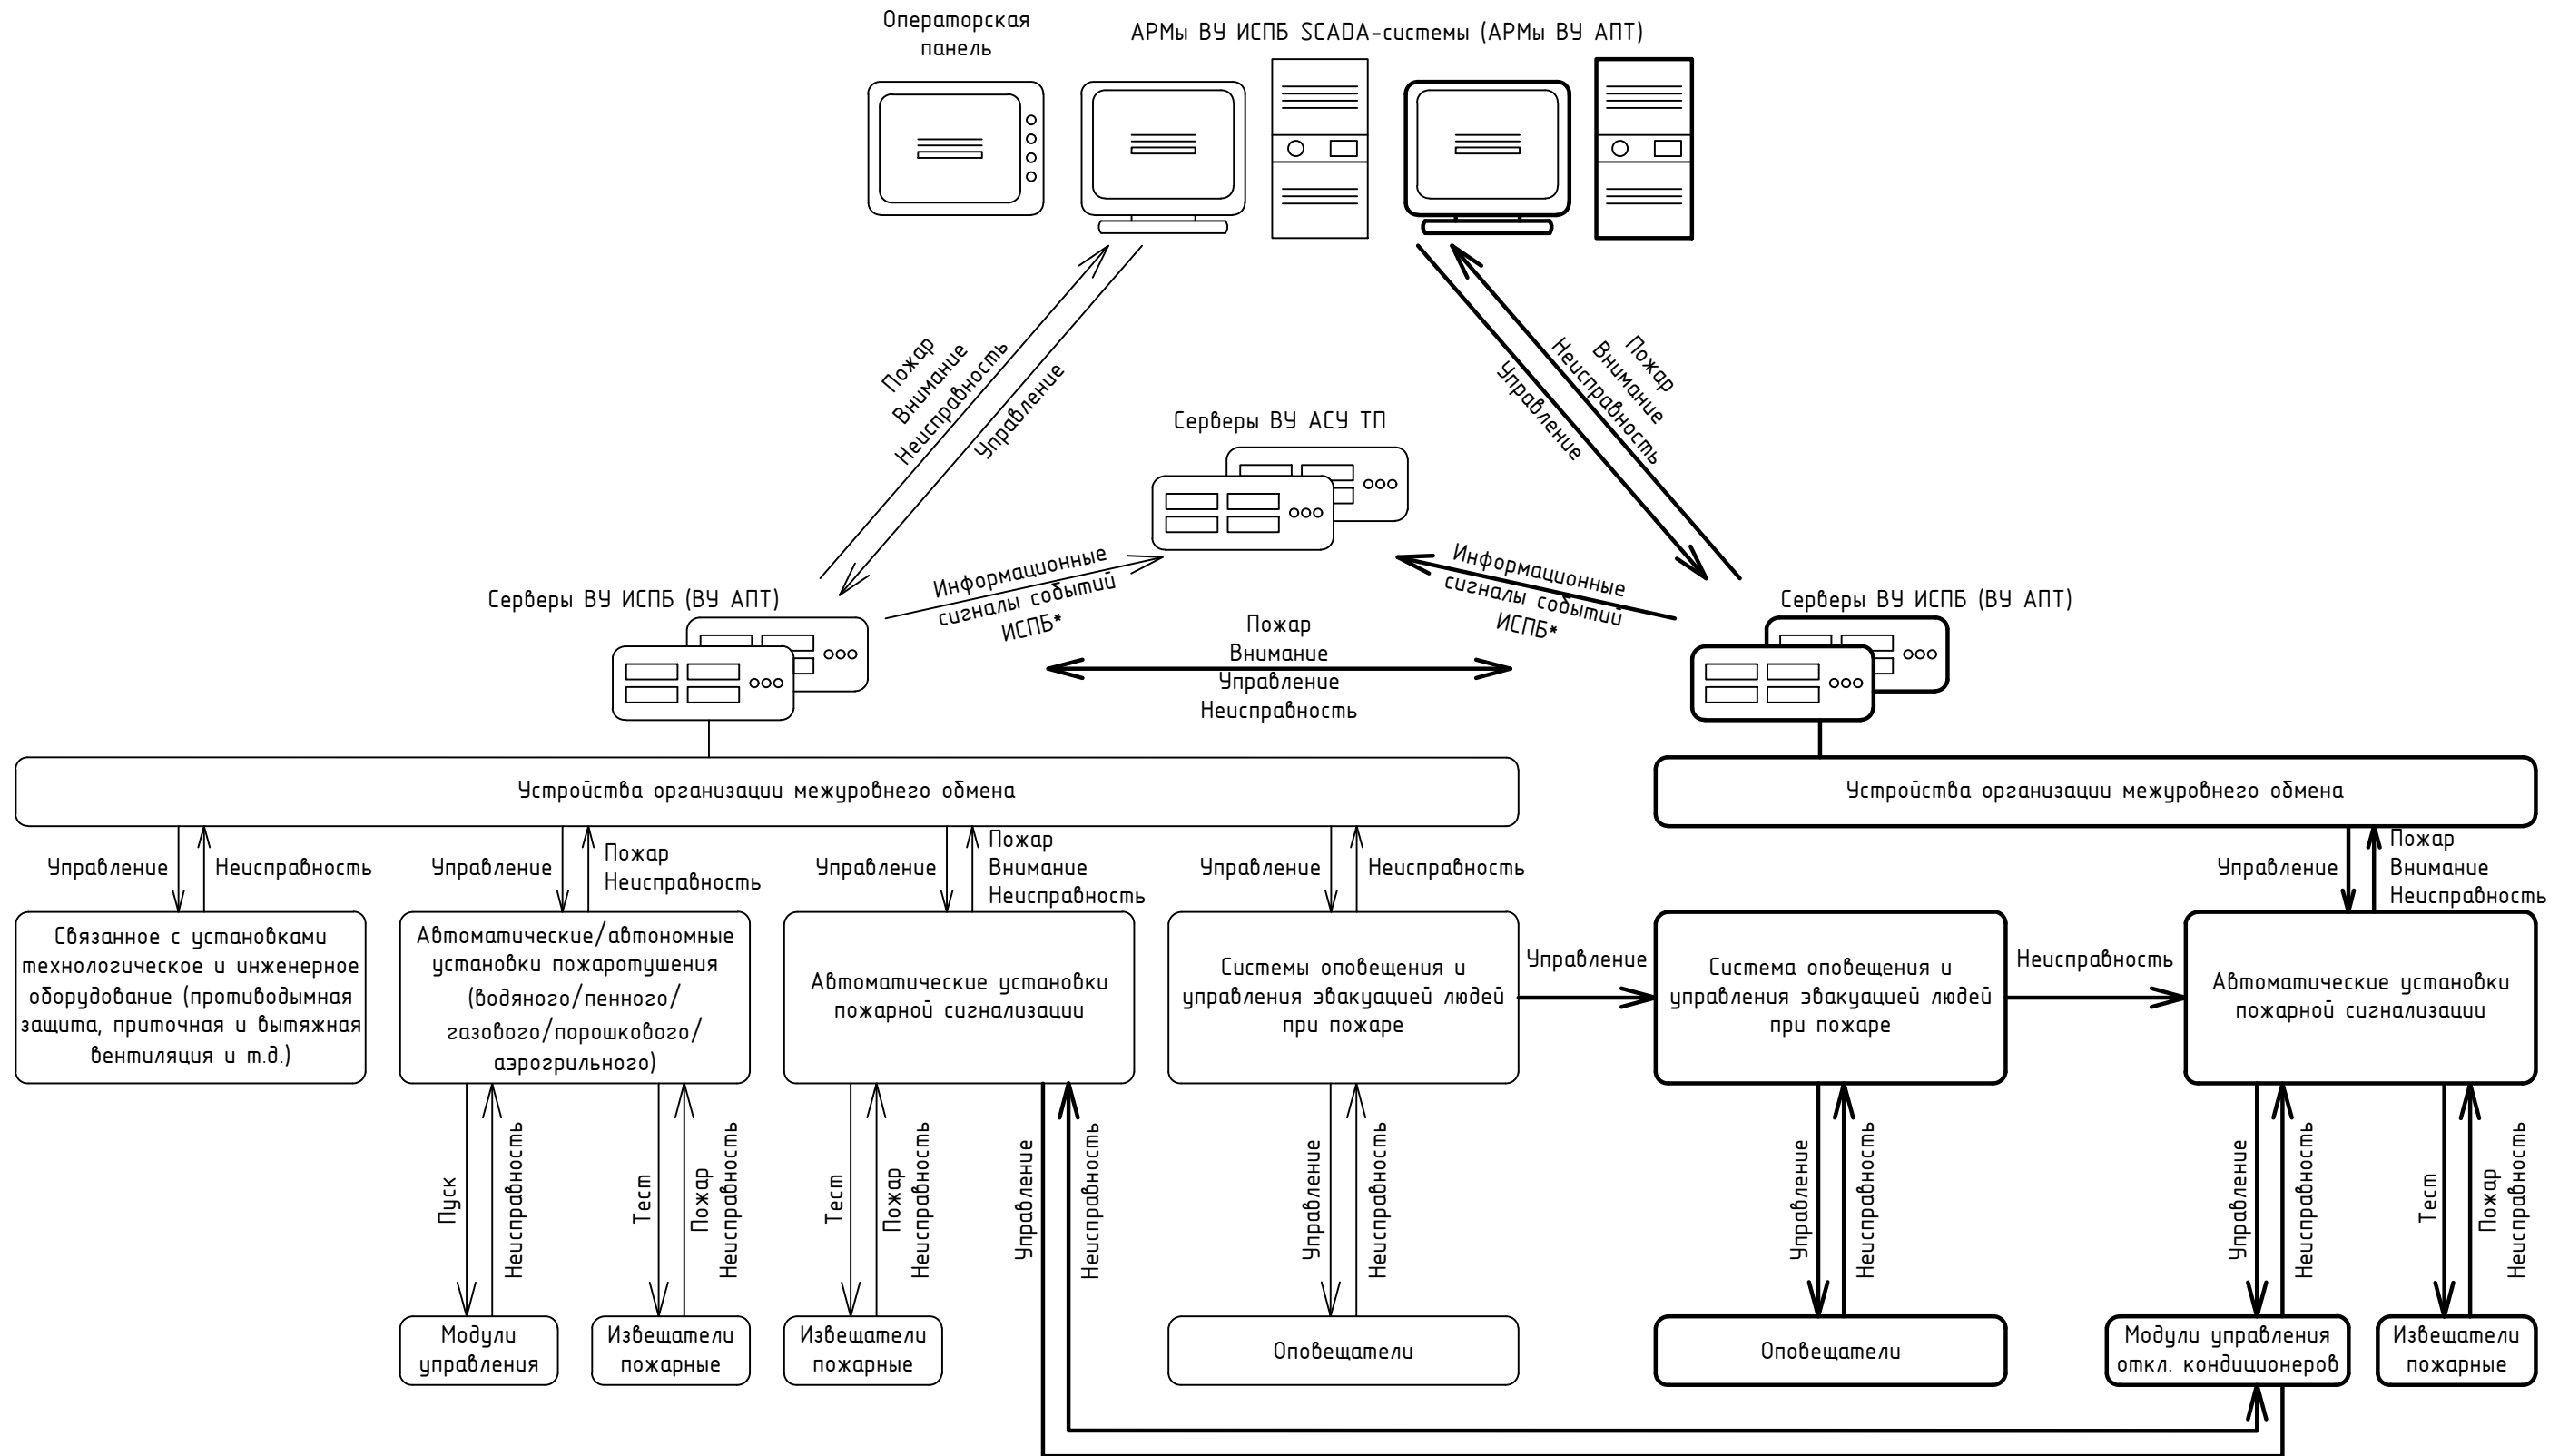 Операторская
панель
АРМы ВУ ИСПБ SCADA-системы (АРМы ВУ АПТ)
Пожар
Внимание
Неисправность
Управление
Управление
Неисправность
Внимание
Пожар
Серверы ВУ АСУ ТП
Информационные
сигналы событий
ИСПБ*
Информационные
сигналы событий
ИСПБ*
Серверы ВУ ИСПБ (ВУ АПТ)
Серверы ВУ ИСПБ (ВУ АПТ)
Пожар
Внимание
Управление
Неисправность
Устройства организации межуровнего обмена
Устройства организации межуровнего обмена
Управление
Неисправность
Управление
Пожар
Неисправность
Управление
Пожар
Внимание
Неисправность
Управление
Неисправность
Управление
Пожар
Внимание
Неисправность
Связанное с установками
технологическое и инженерное
оборудование (противодымная
защита, приточная и вытяжная
вентиляция и т.д.)
Автоматические/автономные
установки пожаротушения
(водяного/пенного/
газового/порошкового/
аэрогрильного)
Автоматические установки
пожарной сигнализации
Системы оповещения и
управления эвакуацией людей
при пожаре
Управление
Система оповещения и
управления эвакуацией людей
при пожаре
Неисправность
Автоматические установки
пожарной сигнализации
Пуск
Неисправность
Тест
Пожар
Неисправность
Тест
Пожар
Неисправность
Управление
Неисправность
Управление
Неисправность
Управление
Неисправность
Управление
Неисправность
Тест
Пожар
Неисправность
Модули
управления
Извещатели
пожарные
Извещатели
пожарные
Оповещатели
Оповещатели
Модули управления
откл. кондиционеров
Извещатели
пожарные